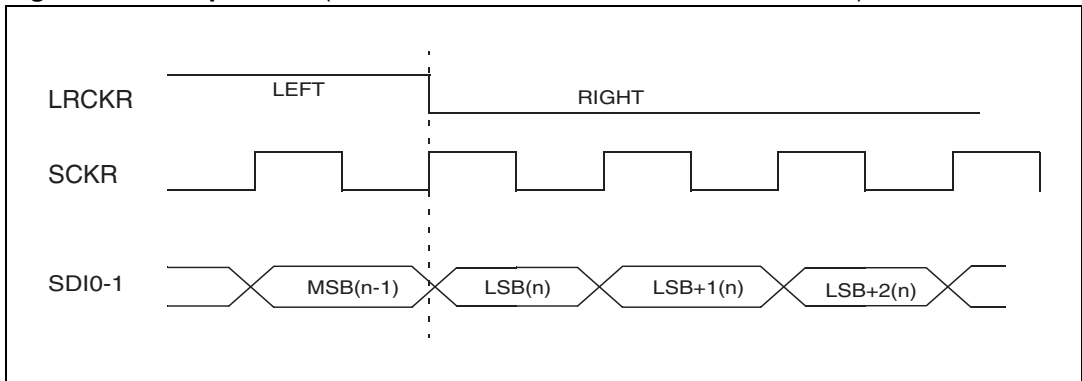 LEFT
LRCKR
RIGHT
SCKR
SDI0-1
MSB(n-1)
LSB(n)
LSB+1(n)
LSB+2(n)